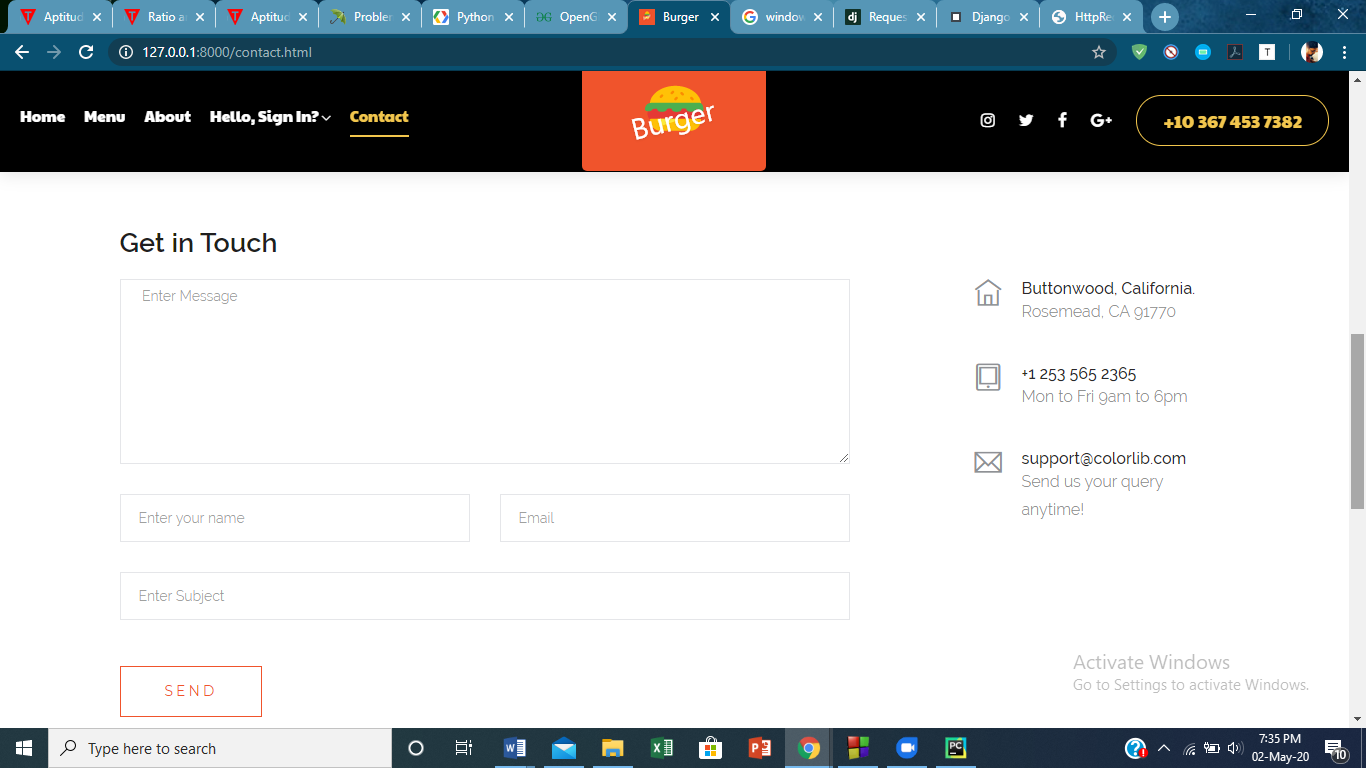 Aptitud
Ratio a
Aptitud
Probler
Python
OpenG
Burger
window
Reques
Django
HttpRe
127.0.0.1:8000/contact.html
Home Menu About Hello, Sign In? Contact
Burger
+10 367 453 7382
Get in Touch
Enter Message
Buttonwood, California.
Rosemead, CA 91770
+1 253 565 2365
Mon to Fri 9am to 6pm
support@colorlib.com
Send us your query
anytime!
Enter your name
Email
Enter Subject
SEND
Activate Windows
Go to Settings to activate Windows.
Type here to search
7:35 PM
02-May-20
10